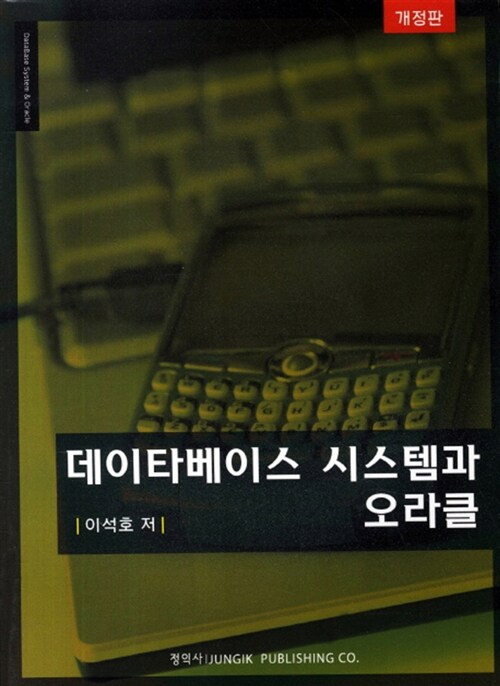 개정판
DataBase System & Oracle
데이타베이스 시스템과
오라클
|이석호 저|
정익사|JUNGIK PUBLISHING CO.